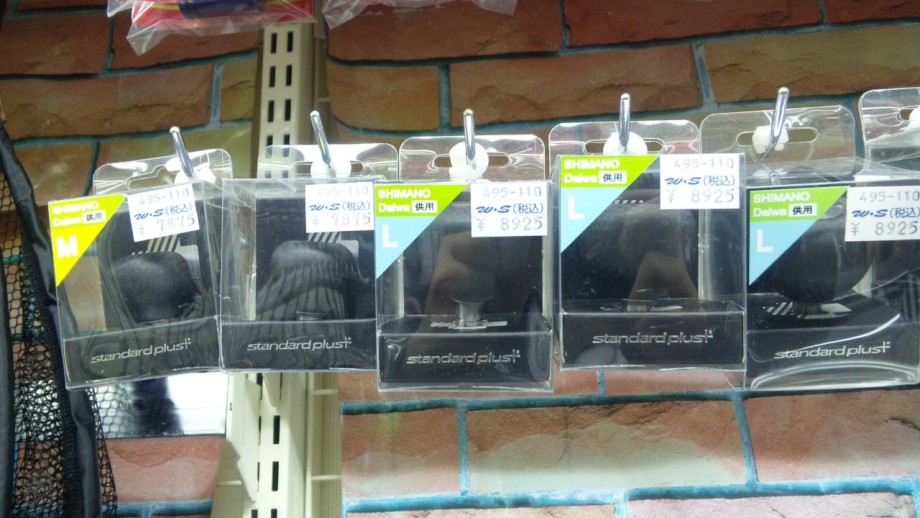 SHIMANO
Daiwa 供用
M
495-110
W・S(税込)
¥ 7875
standard plus+
495-110
W・S(税込)
¥ 7875
standard plus+
SHIMANO
Daiwa 供用
L
495-110
W・S(税込)
¥ 8925
standard plus+
SHIMANO
Daiwa 供用
L
495-110
W・S(税込)
¥ 8925
standard plus+
SHIMANO
Daiwa 供用
L
495-110
W・S(税込)
¥ 8925
standard plus+